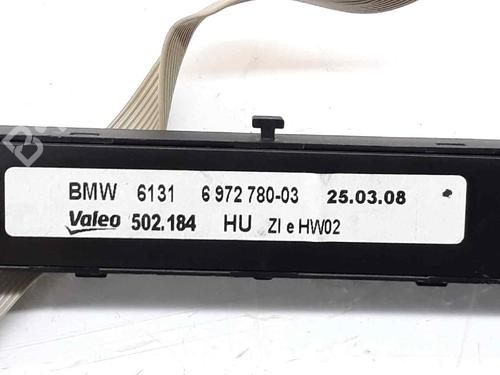 BMW 6131 6 972 780-03 25.03.08
Valeo 502.184 HU ZI e HW02